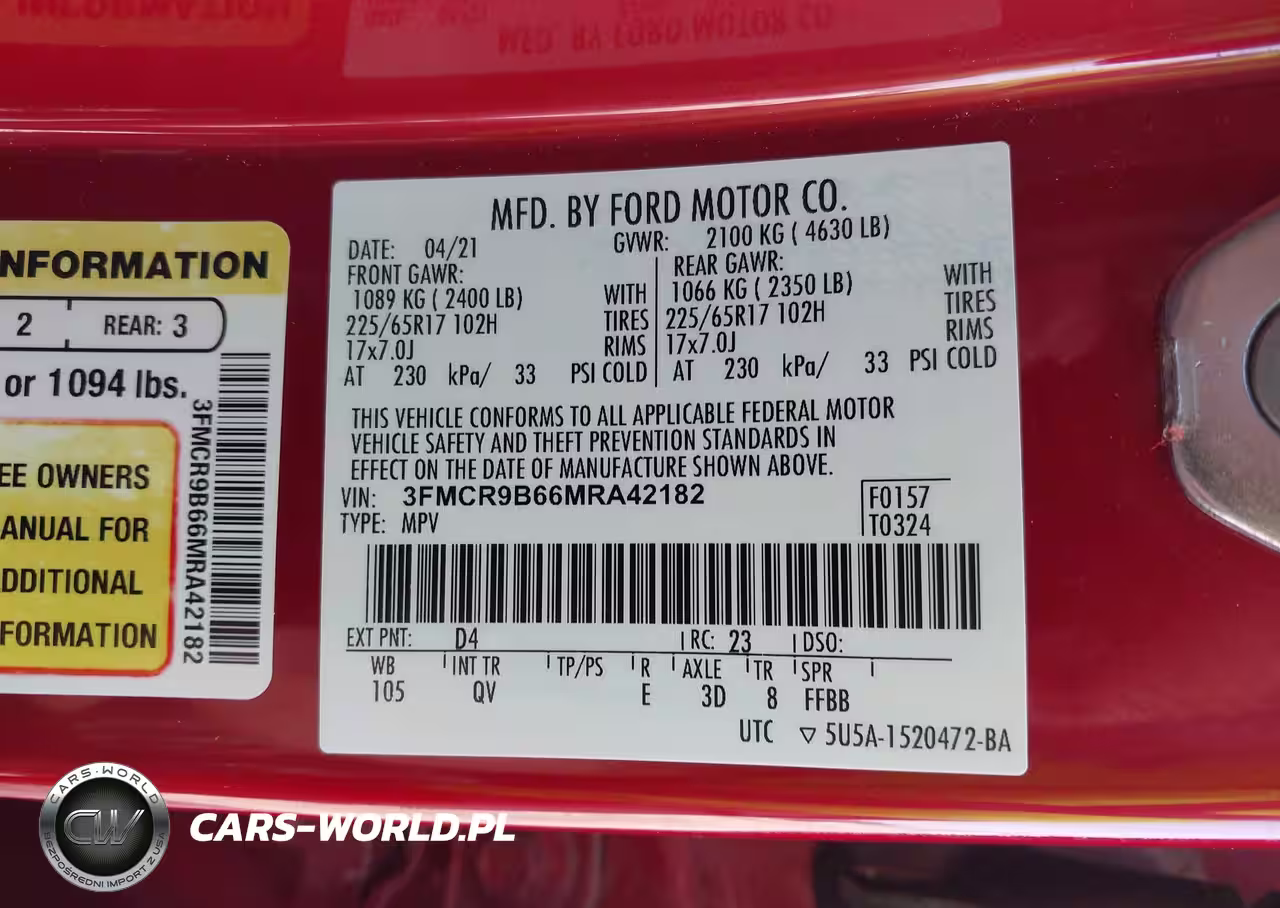 NFORMATION
2 REAR: 3
or 1094 lbs.
EE OWNERS
ANUAL FOR
DDITIONAL
FORMATION
3FMCR9B66MRA42182
MFD. BY FORD MOTOR CO.
DATE: 04/21 GVWR: 2100 KG ( 4630 LB)
FRONT GAWR: REAR GAWR:
1089 KG ( 2400 LB) WITH 1066 KG ( 2350 LB) WITH
225/65R17 102H TIRES 225/65R17 102H TIRES
17x7.0J RIMS 17x7.0J RIMS
AT 230 kPa/ 33 PSI COLD AT 230 kPa/ 33 PSI COLD
THIS VEHICLE CONFORMS TO ALL APPLICABLE FEDERAL MOTOR
VEHICLE SAFETY AND THEFT PREVENTION STANDARDS IN
EFFECT ON THE DATE OF MANUFACTURE SHOWN ABOVE.
VIN: 3FMCR9B66MRA42182 F0157
TYPE: MPV T0324
EXT PNT: D4 RC: 23 DSO:
WB INT TR TP/PS R AXLE TR SPR
105 QV E 3D 8 FFBB
UTC ▽ 5U5A-1520472-BA
CARS-WORLD
CW
BEZPOŚREDNI IMPORT Z USA
CARS-WORLD.PL